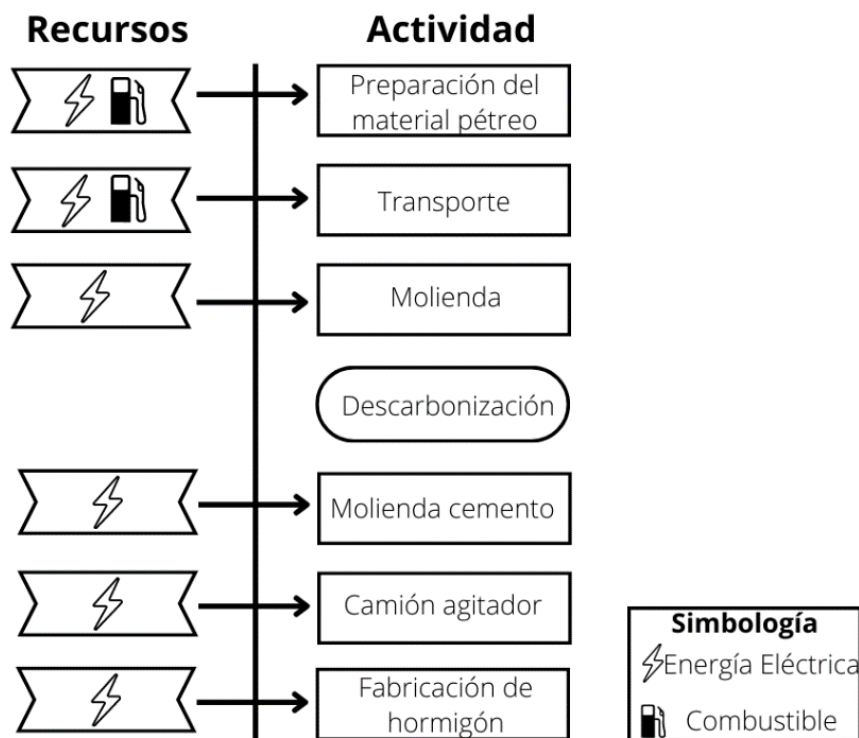 Recursos
Actividad
Preparación del
material pétreo
Transporte
Molienda
Descarbonización
Molienda cemento
Camión agitador
Fabricación de
hormigón
Simbología
Energía Eléctrica
Combustible